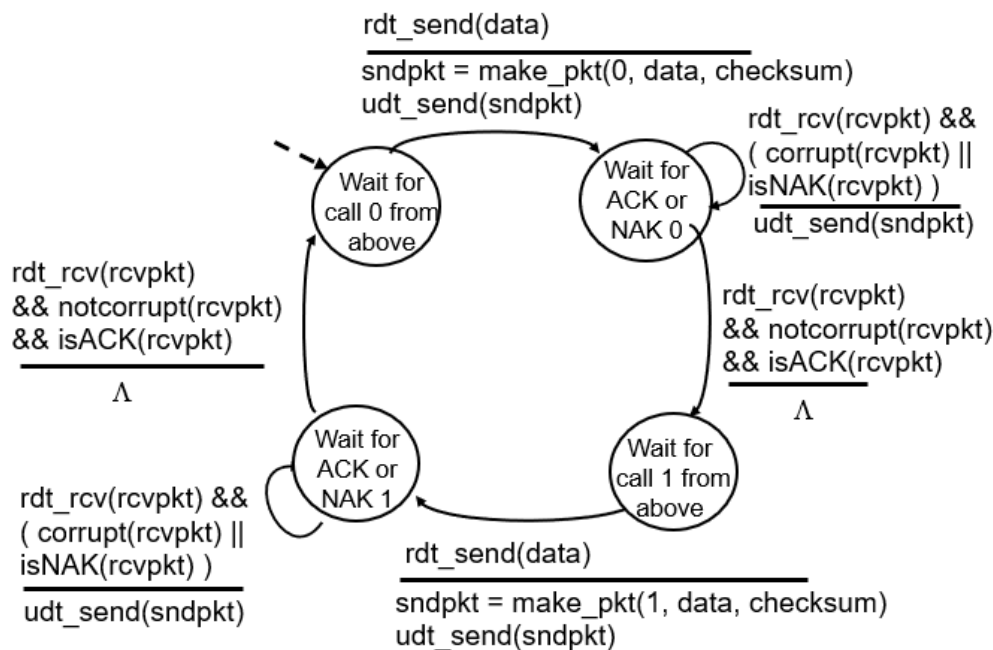 rdt_send(data)
sndpkt = make_pkt(0, data, checksum)
udt_send(sndpkt)
Wait for
call 0 from
above
Wait for
ACK or
NAK 0
rdt_rcv(rcvpkt) &&
( corrupt(rcvpkt) ||
isNAK(rcvpkt) )
udt_send(sndpkt)
rdt_rcv(rcvpkt)
&& notcorrupt(rcvpkt)
&& isACK(rcvpkt)
Λ
rdt_rcv(rcvpkt)
&& notcorrupt(rcvpkt)
&& isACK(rcvpkt)
Λ
Wait for
ACK or
NAK 1
Wait for
call 1 from
above
rdt_rcv(rcvpkt) &&
( corrupt(rcvpkt) ||
isNAK(rcvpkt) )
udt_send(sndpkt)
rdt_send(data)
sndpkt = make_pkt(1, data, checksum)
udt_send(sndpkt)